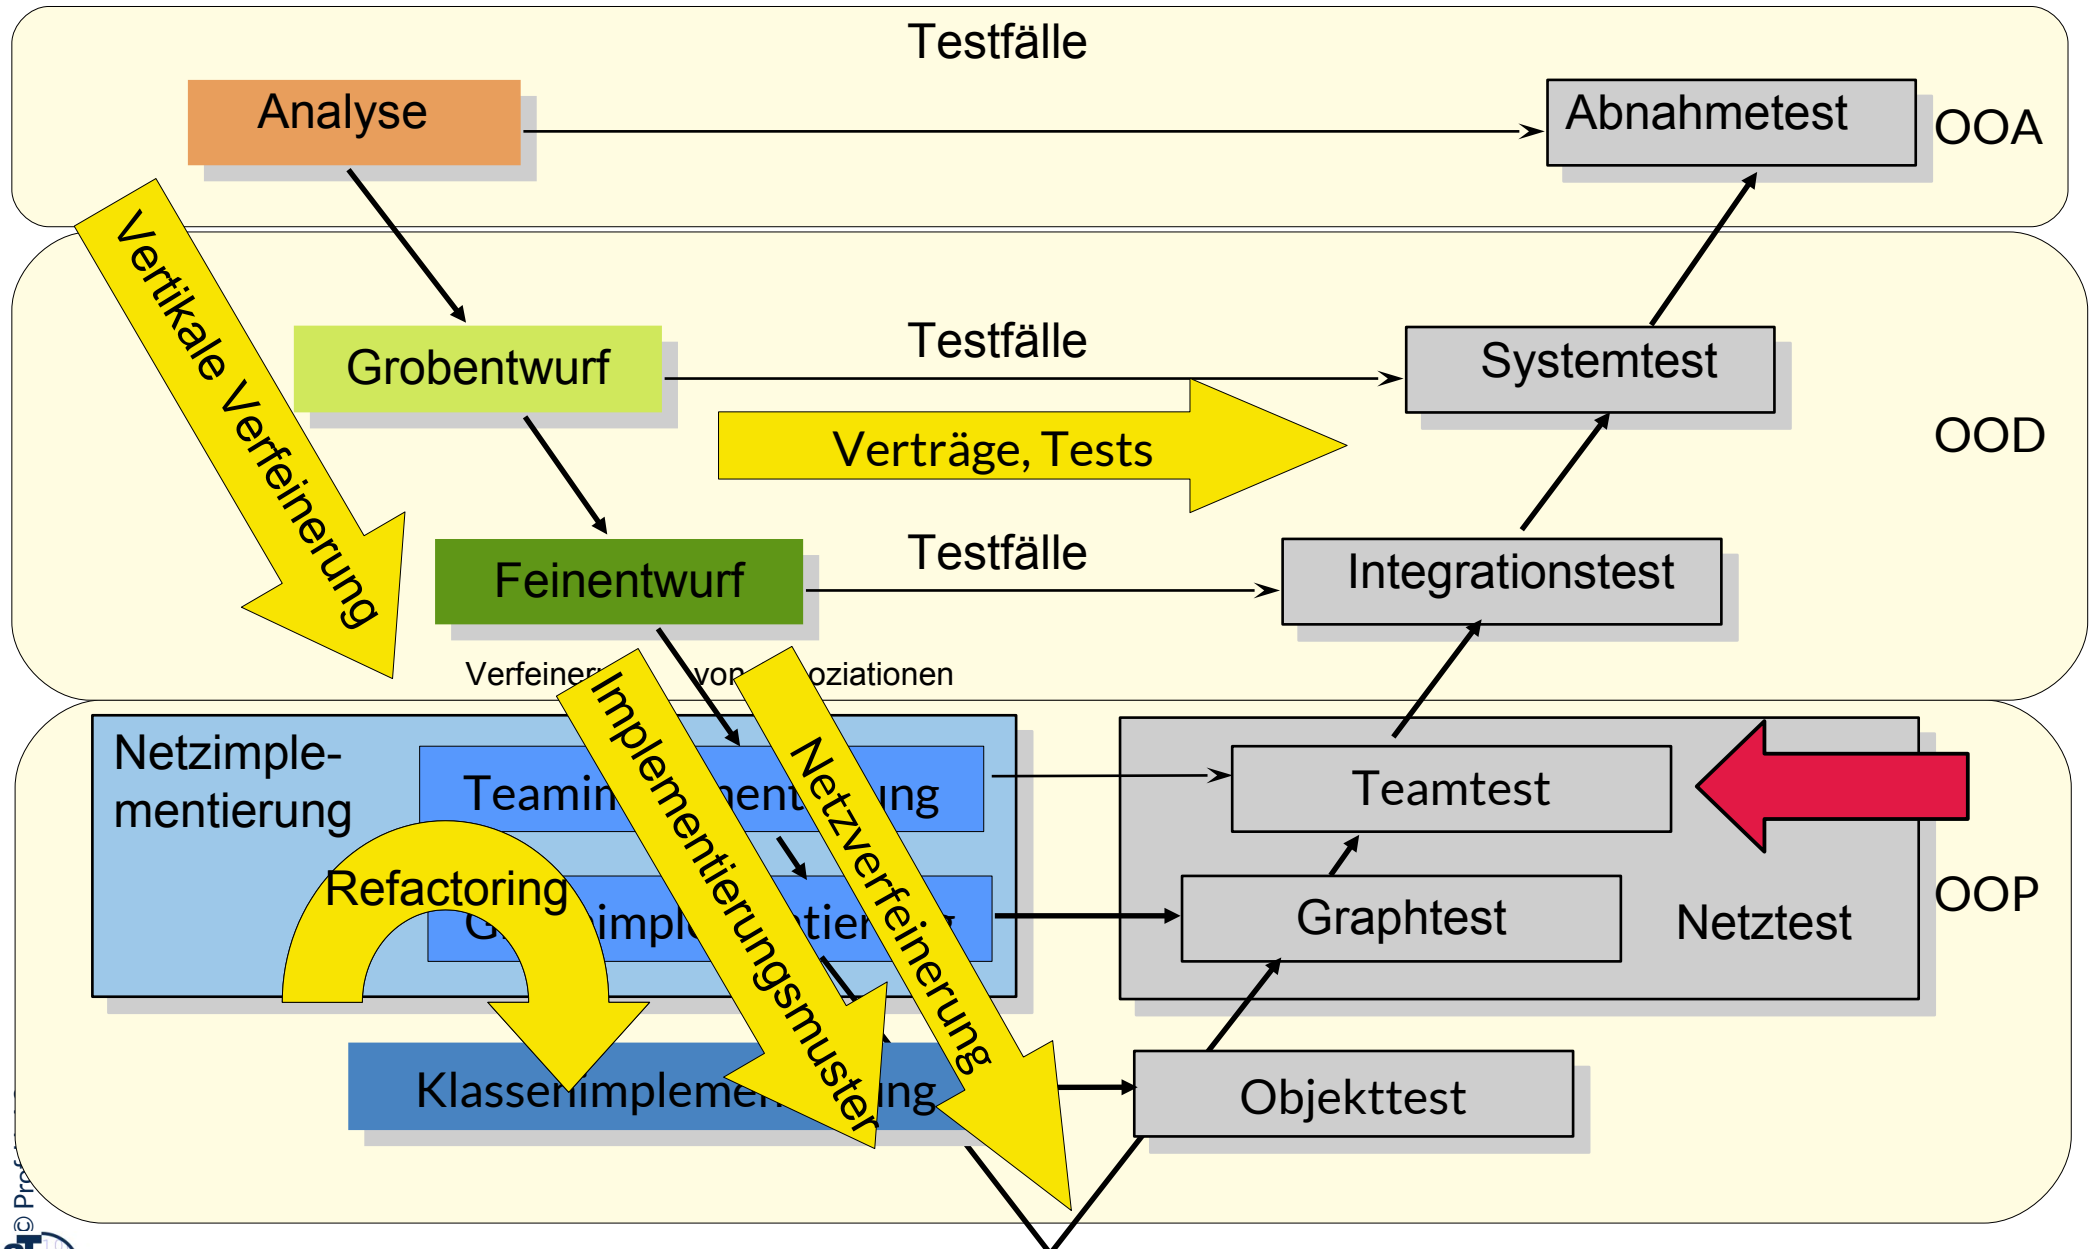 Testfälle
Analyse
Abnahmetest
OOA
Vertikale Verfeinerung
Testfälle
Grobentwurf
Systemtest
OOD
Verträge, Tests
Testfälle
Feinentwurf
Integrationstest
von
Implementierungsmuster
Netzverfeinerung
Netzimple-
mentierung
Teamtest
Refactoring
Graphtest
Netztest
OOP
Objekttest
©